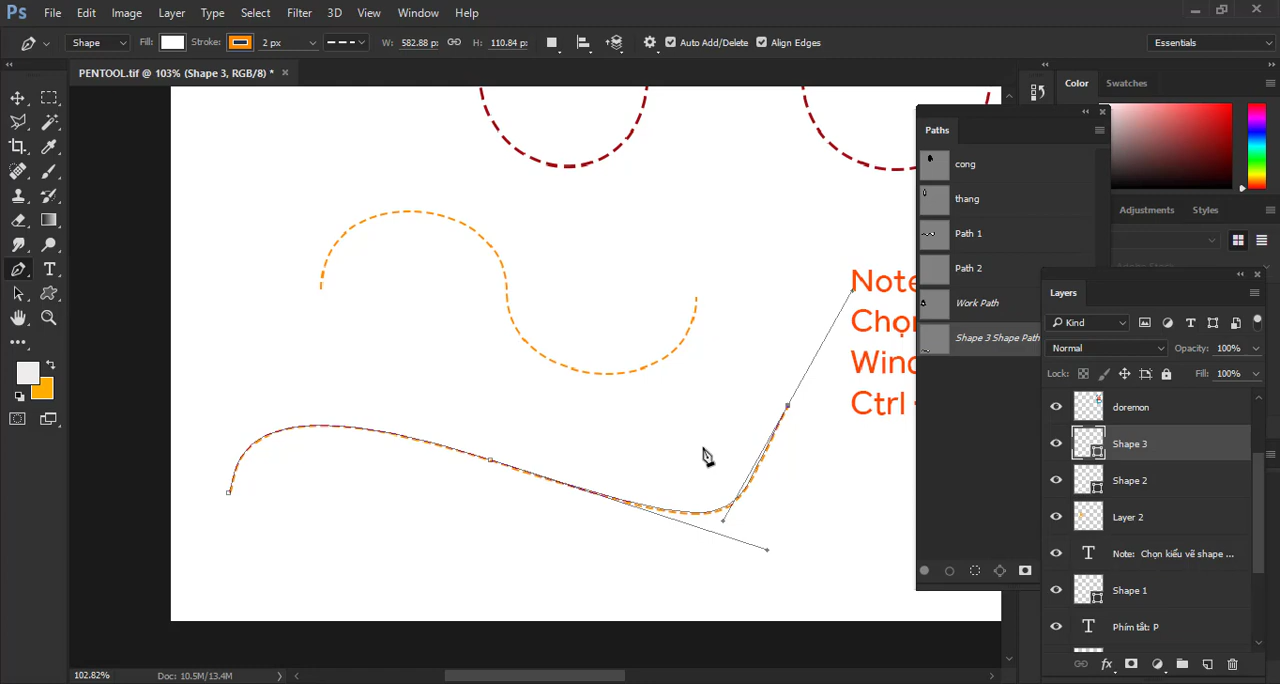 Ps File Edit Image Layer Type Select Filter 3D View Window Help
Shape Fill: Stroke: 2 px W: 582.88 p: H: 110.84 p: Auto Add/Delete Align Edges Essentials
PENTOOL.tif @ 103% (Shape 3, RGB/8) *
Color Swatches
Paths
cong
thang
Path 1
Path 2
Work Path
Shape 3 Shape Path
Adjustments Styles
Note
Chọn
Wind
Ctrl
Layers
Kind
Normal Opacity: 100%
Lock: Fill: 100%
doremon
Shape 3
Shape 2
Layer 2
T Note: Chọn kiểu vẽ shape ...
Shape 1
T Phím tắt: P
fx
102.82% Doc: 10.5M/13.4M